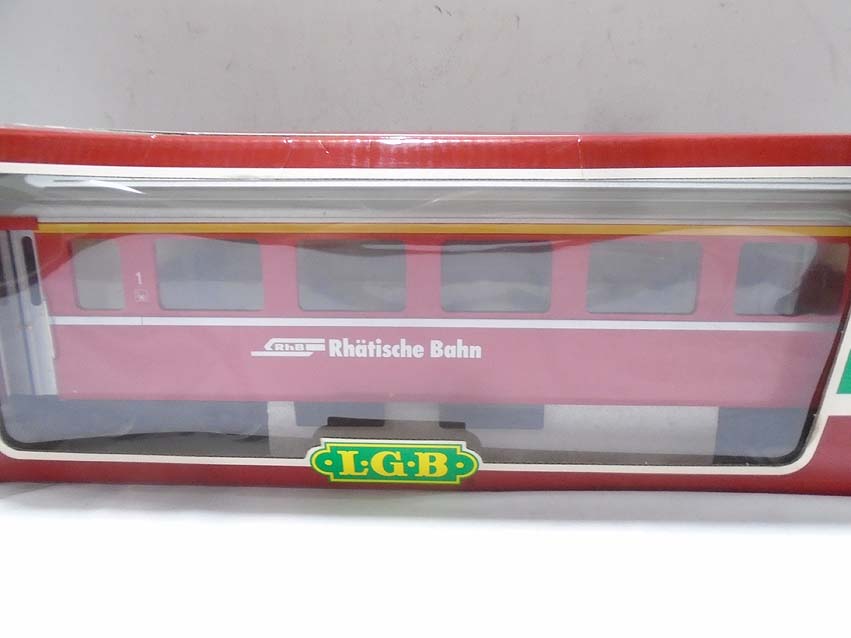 1
RhB Rhätische Bahn
L·G·B